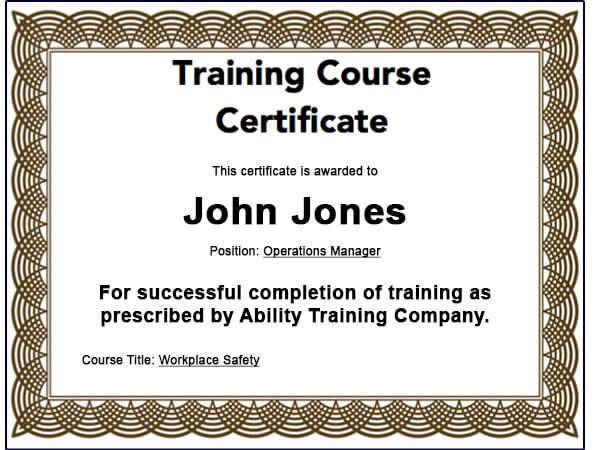 Training Course
Certificate
This certificate is awarded to
John Jones
Position: Operations Manager
For successful completion of training as
prescribed by Ability Training Company.
Course Title: Workplace Safety